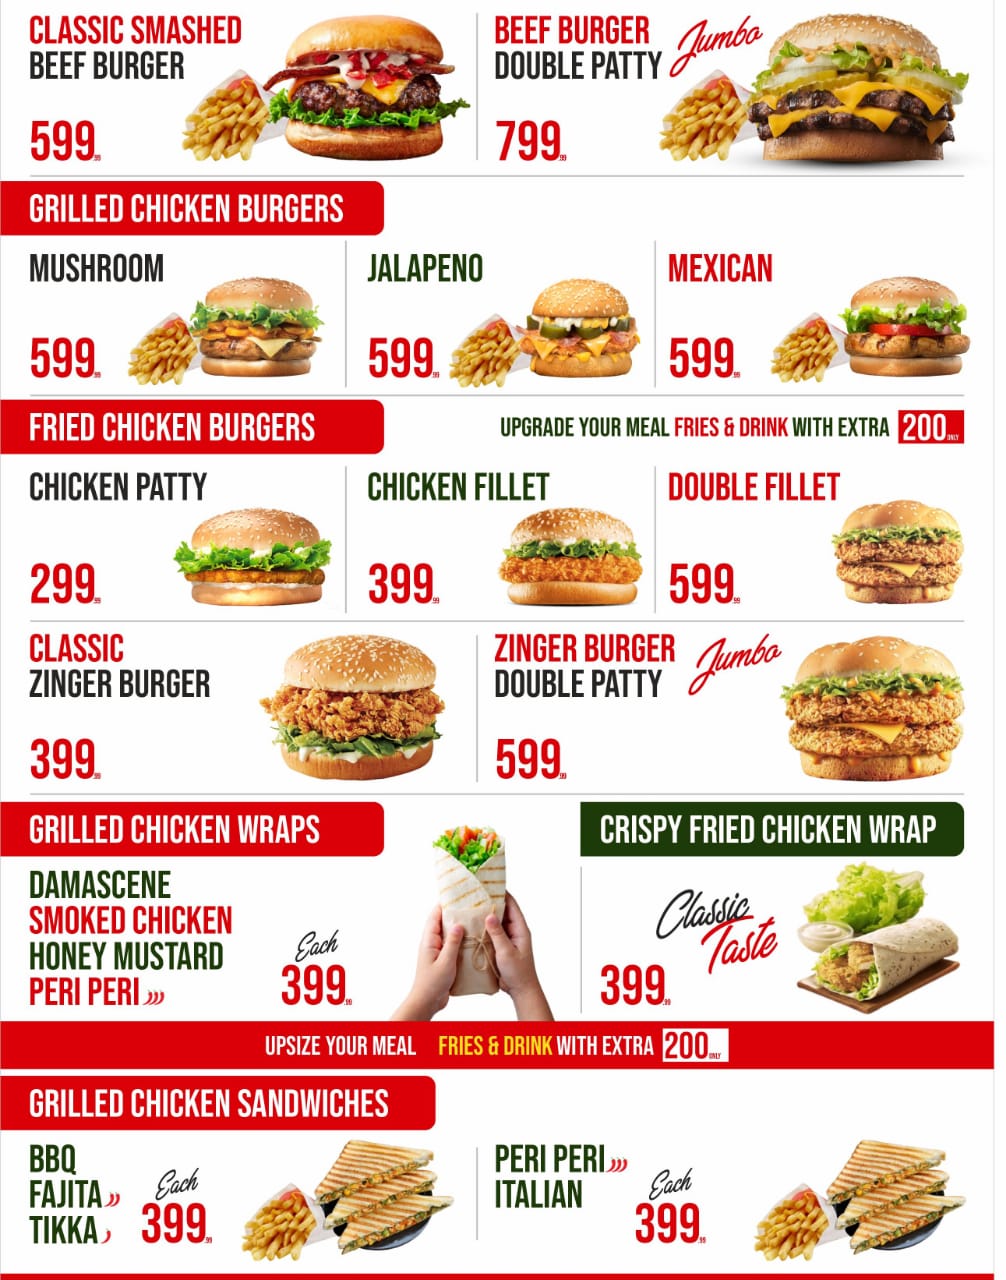 CLASSIC SMASHED
BEEF BURGER
599.99
BEEF BURGER
DOUBLE PATTY
Jumbo
799.99
GRILLED CHICKEN BURGERS
MUSHROOM
599.99
JALAPENO
599.99
MEXICAN
599.99
FRIED CHICKEN BURGERS
UPGRADE YOUR MEAL FRIES & DRINK WITH EXTRA 200 ONLY
CHICKEN PATTY
299.99
CHICKEN FILLET
399.99
DOUBLE FILLET
599.99
CLASSIC
ZINGER BURGER
399.99
ZINGER BURGER
DOUBLE PATTY
Jumbo
599.99
GRILLED CHICKEN WRAPS
DAMASCENE
SMOKED CHICKEN
HONEY MUSTARD
PERI PERI
Each
399.99
CRISPY FRIED CHICKEN WRAP
Classic
Taste
399.99
UPSIZE YOUR MEAL FRIES & DRINK WITH EXTRA 200 ONLY
GRILLED CHICKEN SANDWICHES
BBQ
FAJITA
TIKKA
Each
399.99
PERI PERI
ITALIAN
Each
399.99